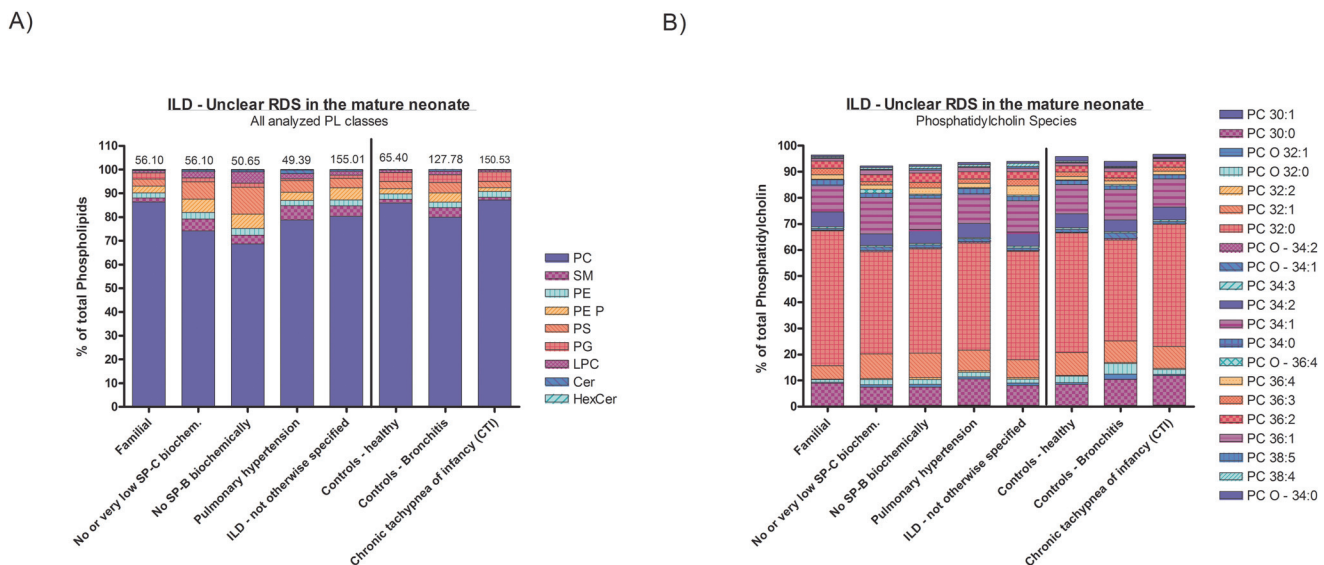 A)
ILD - Unclear RDS in the mature neonate
All analyzed PL classes
% of total Phospholipids
110
100
90
80
70
60
50
40
30
20
10
0
56.10 56.10 50.65 49.39 155.01 65.40 127.78 150.53
Familial
No or very low SP-C biochem.
No SP-B biochemically
Pulmonary hypertension
ILD - not otherwise specified
Controls - healthy
Controls - Bronchitis
Chronic tachypnea of infancy (CTI)
PC
SM
PE
PE P
PS
PG
LPC
Cer
HexCer
B)
ILD - Unclear RDS in the mature neonate
Phosphatidylcholin Species
% of total Phosphatidylcholin
100
90
80
70
60
50
40
30
20
10
0
Familial
No or very low SP-C biochem.
No SP-B biochemically
Pulmonary hypertension
ILD - not otherwise specified
Controls - healthy
Controls - Bronchitis
Chronic tachypnea of infancy (CTI)
PC 30:1
PC 30:0
PC O 32:1
PC O 32:0
PC 32:2
PC 32:1
PC 32:0
PC O - 34:2
PC O - 34:1
PC 34:3
PC 34:2
PC 34:1
PC 34:0
PC O - 36:4
PC 36:4
PC 36:3
PC 36:2
PC 36:1
PC 38:5
PC 38:4
PC O - 34:0